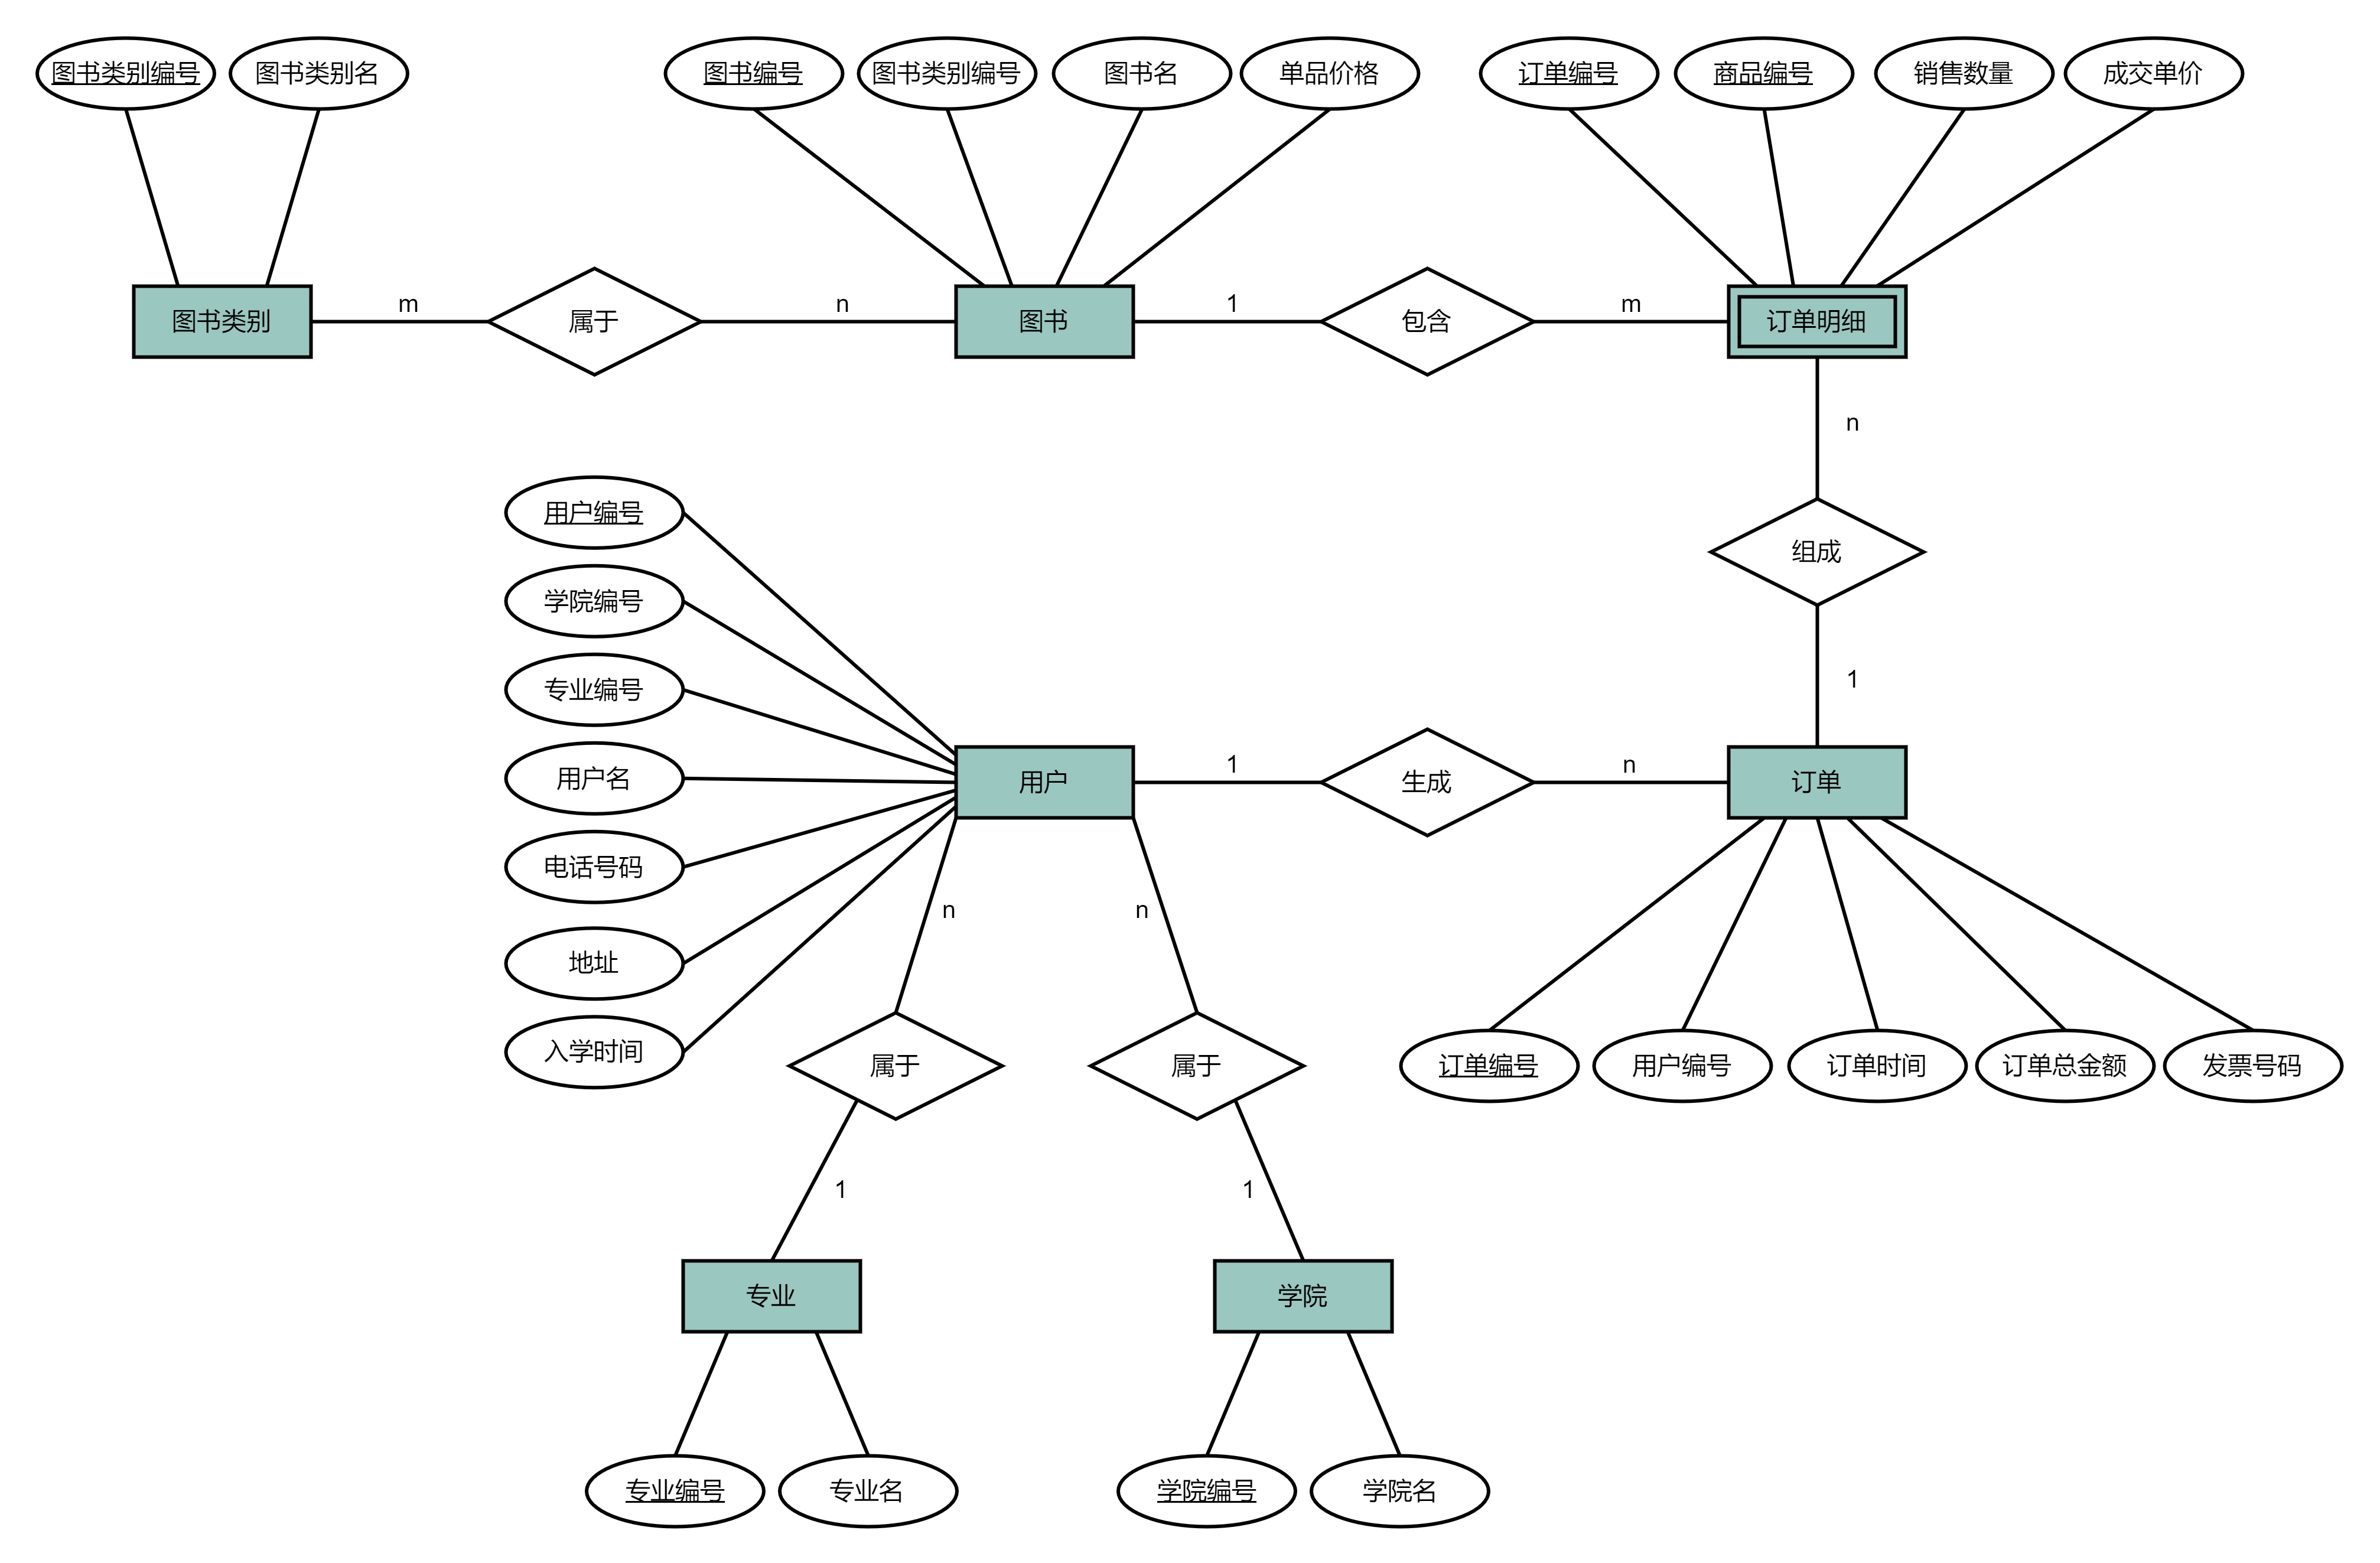 图书类别编号
图书类别名
图书编号
图书类别编号
图书名
单品价格
订单编号
商品编号
销售数量
成交单价
图书类别
m
属于
n
图书
1
包含
m
订单明细
n
组成
1
用户编号
学院编号
专业编号
用户名
电话号码
地址
入学时间
用户
1
生成
n
订单
n
n
属于
属于
订单编号
用户编号
订单时间
订单总金额
发票号码
1
1
专业
学院
专业编号
专业名
学院编号
学院名